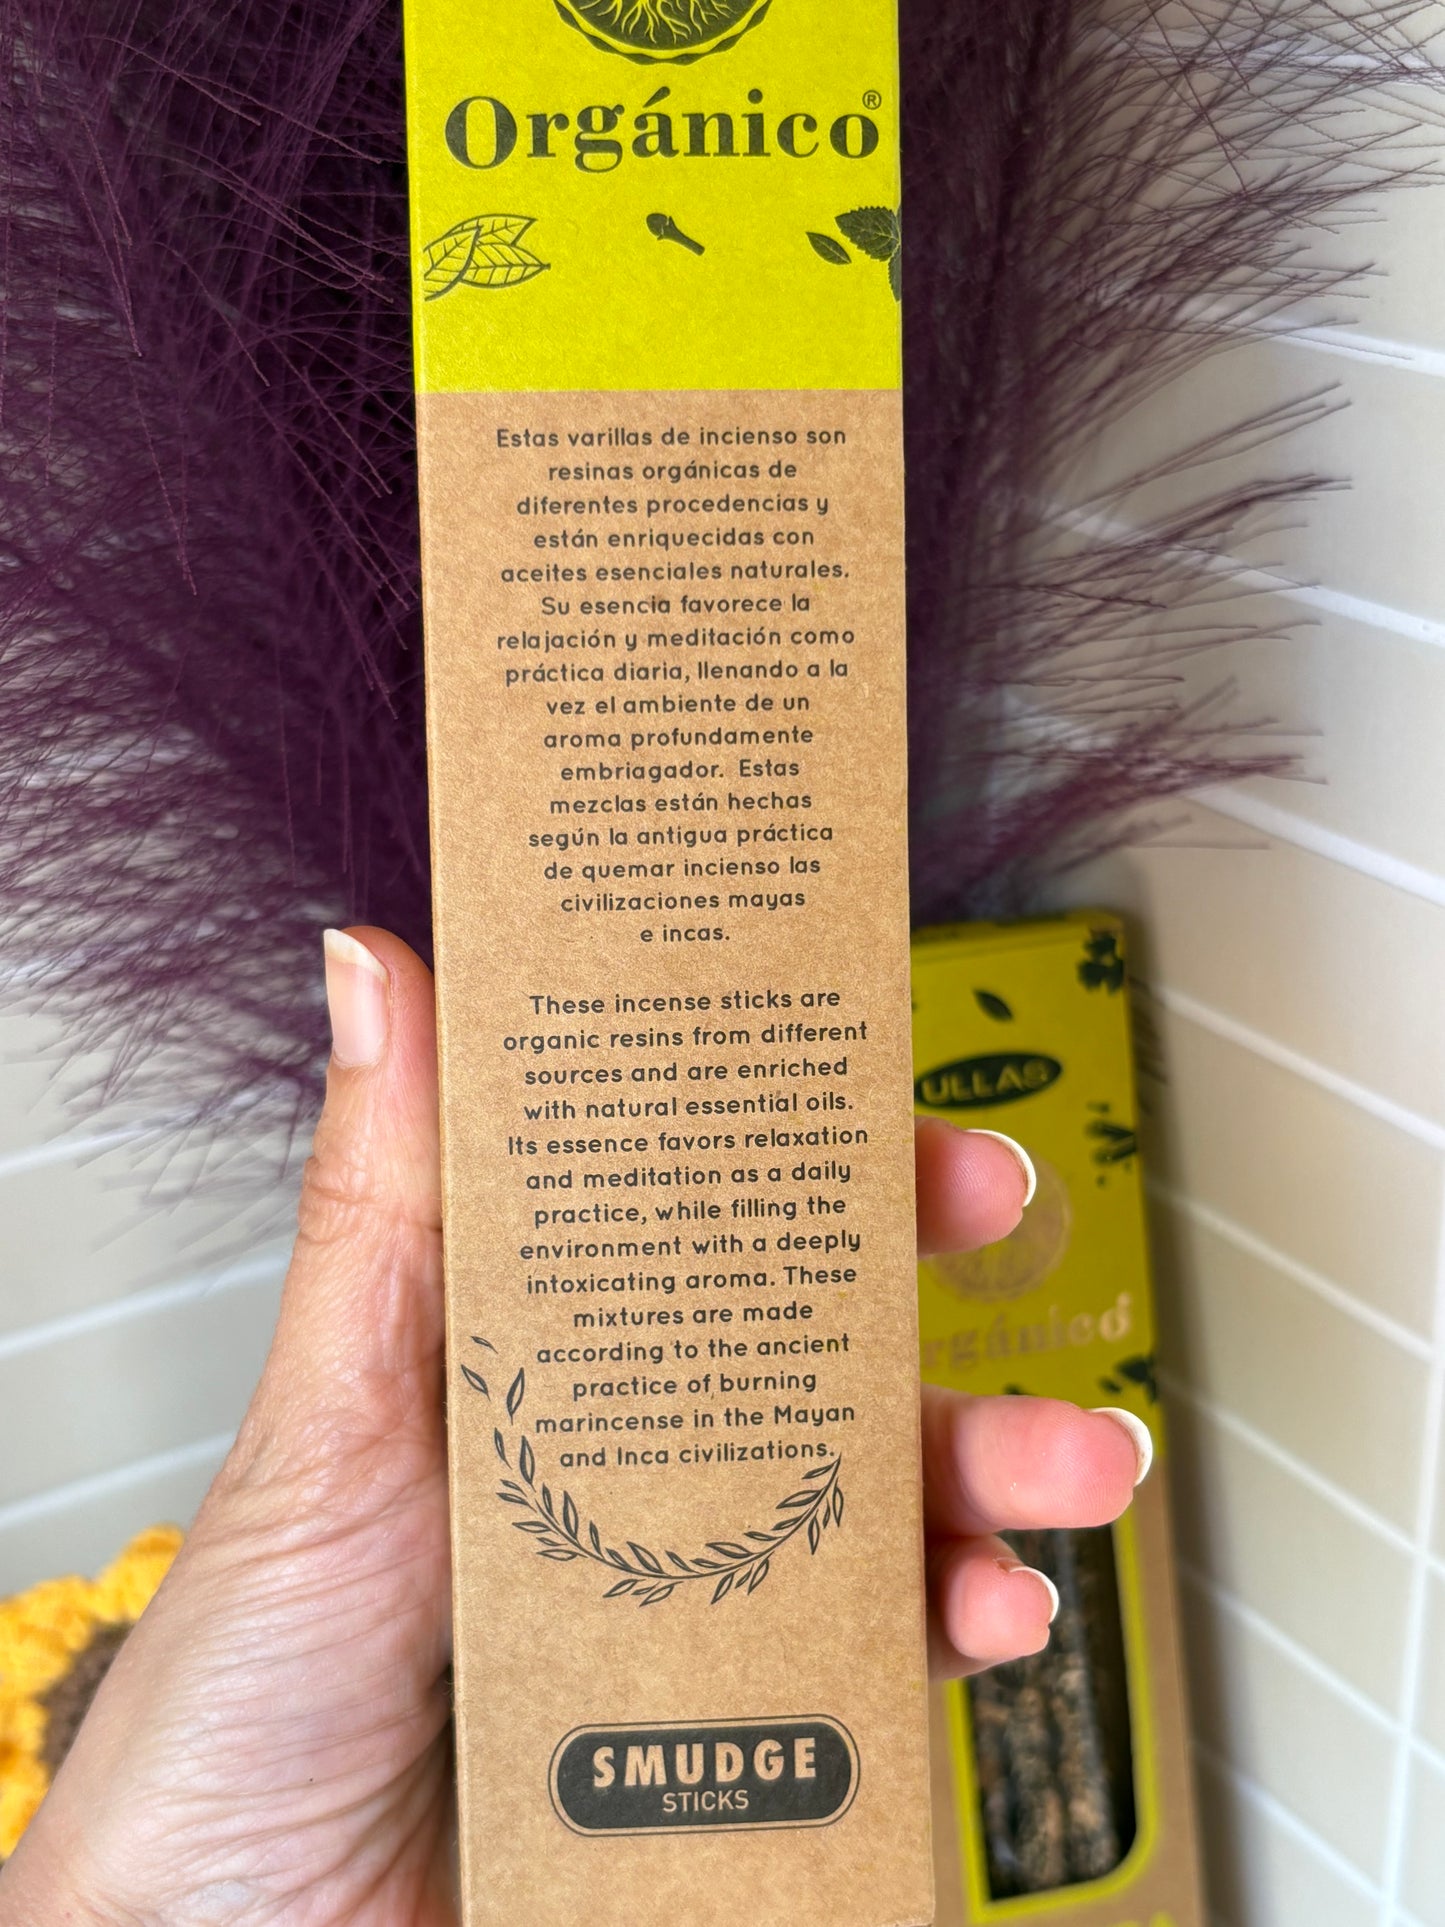 Orgánico®
Estas varillas de incienso son
resinas orgánicas de
diferentes procedencias y
están enriquecidas con
aceites esenciales naturales.
Su esencia favorece la
relajación y meditación como
práctica diaria, llenando a la
vez el ambiente de un
aroma profundamente
embriagador. Estas
mezclas están hechas
según la antigua práctica
de quemar incienso las
civilizaciones mayas
e incas.
These incense sticks are
organic resins from different
sources and are enriched
with natural essential oils.
Its essence favors relaxation
and meditation as a daily
practice, while filling the
environment with a deeply
intoxicating aroma. These
mixtures are made
according to the ancient
practice of burning
marincense in the Mayan
and Inca civilizations.
SMUDGE
STICKS
ULLAS
rgánico